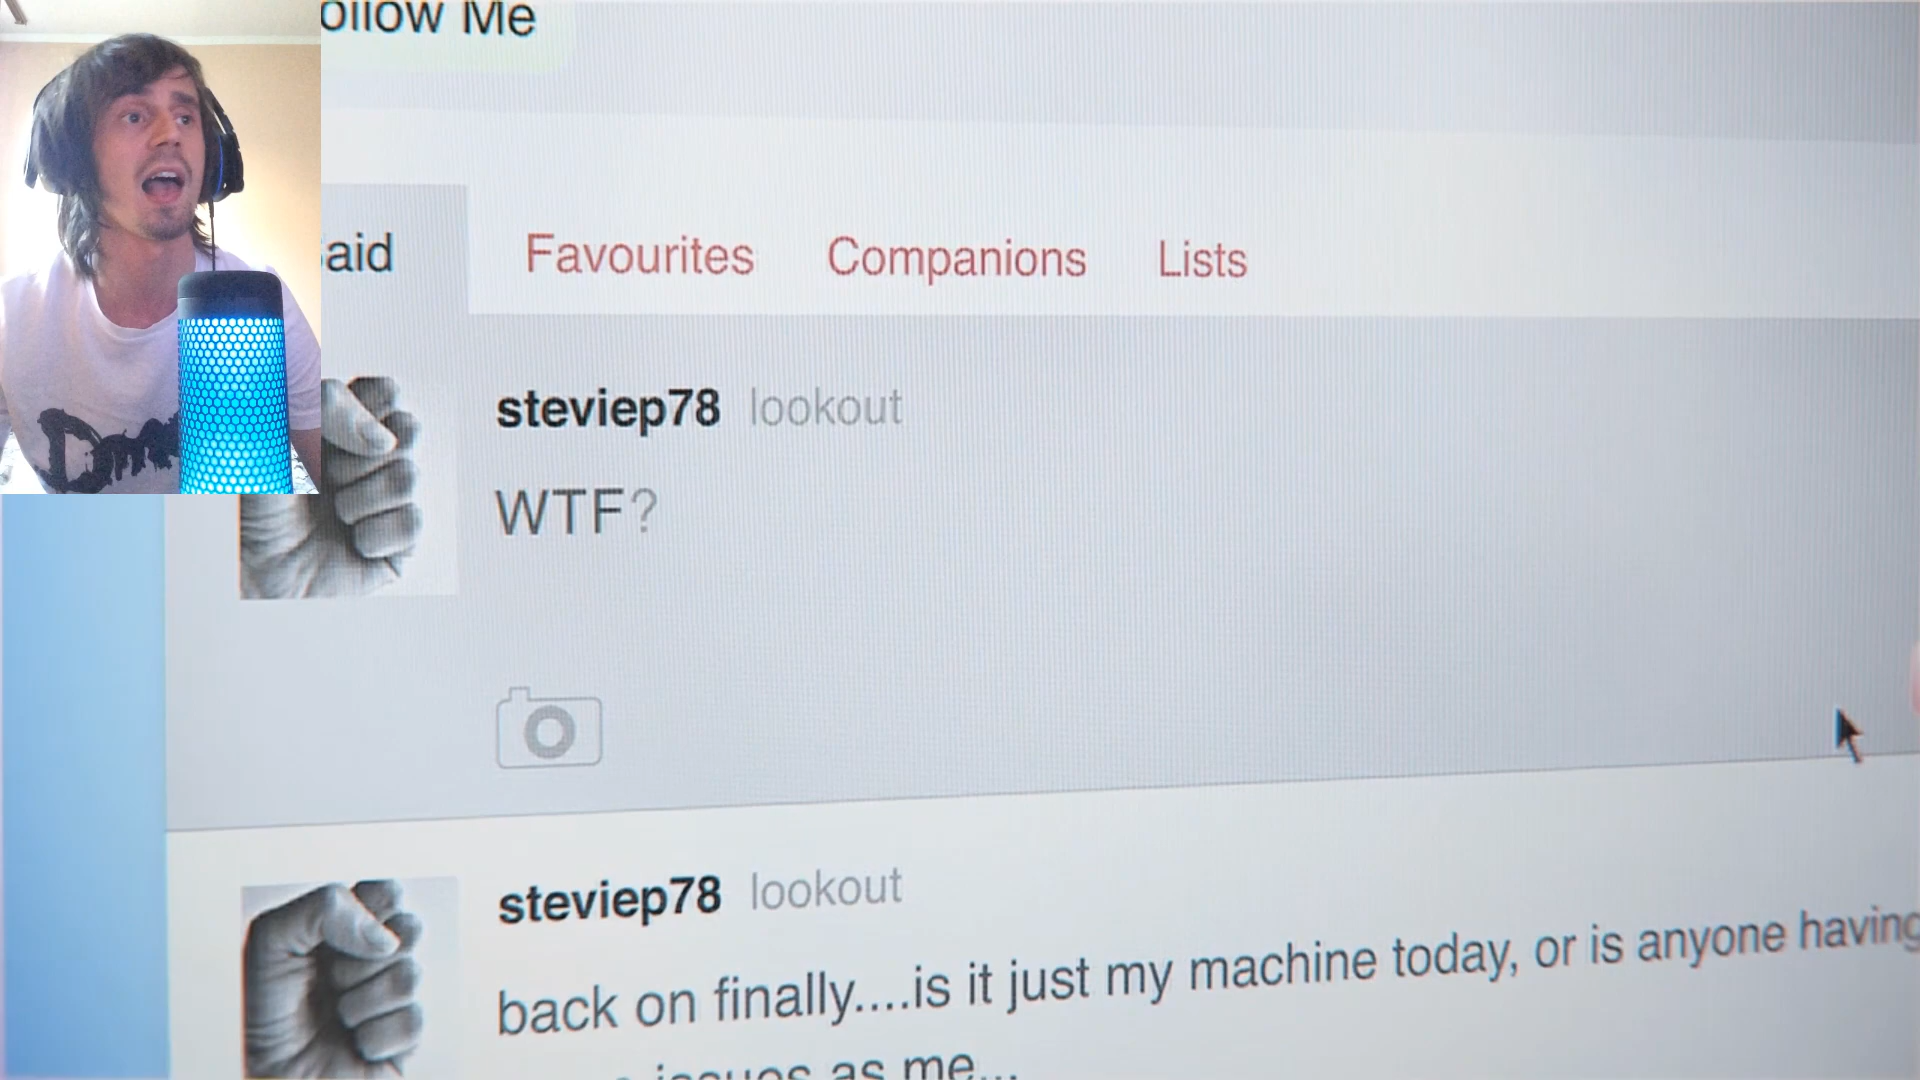 ollow Me
aid
Favourites
Companions
Lists
steviep78 lookout
WTF?
steviep78 lookout
back on finally....is it just my machine today, or is anyone having
issues as me...